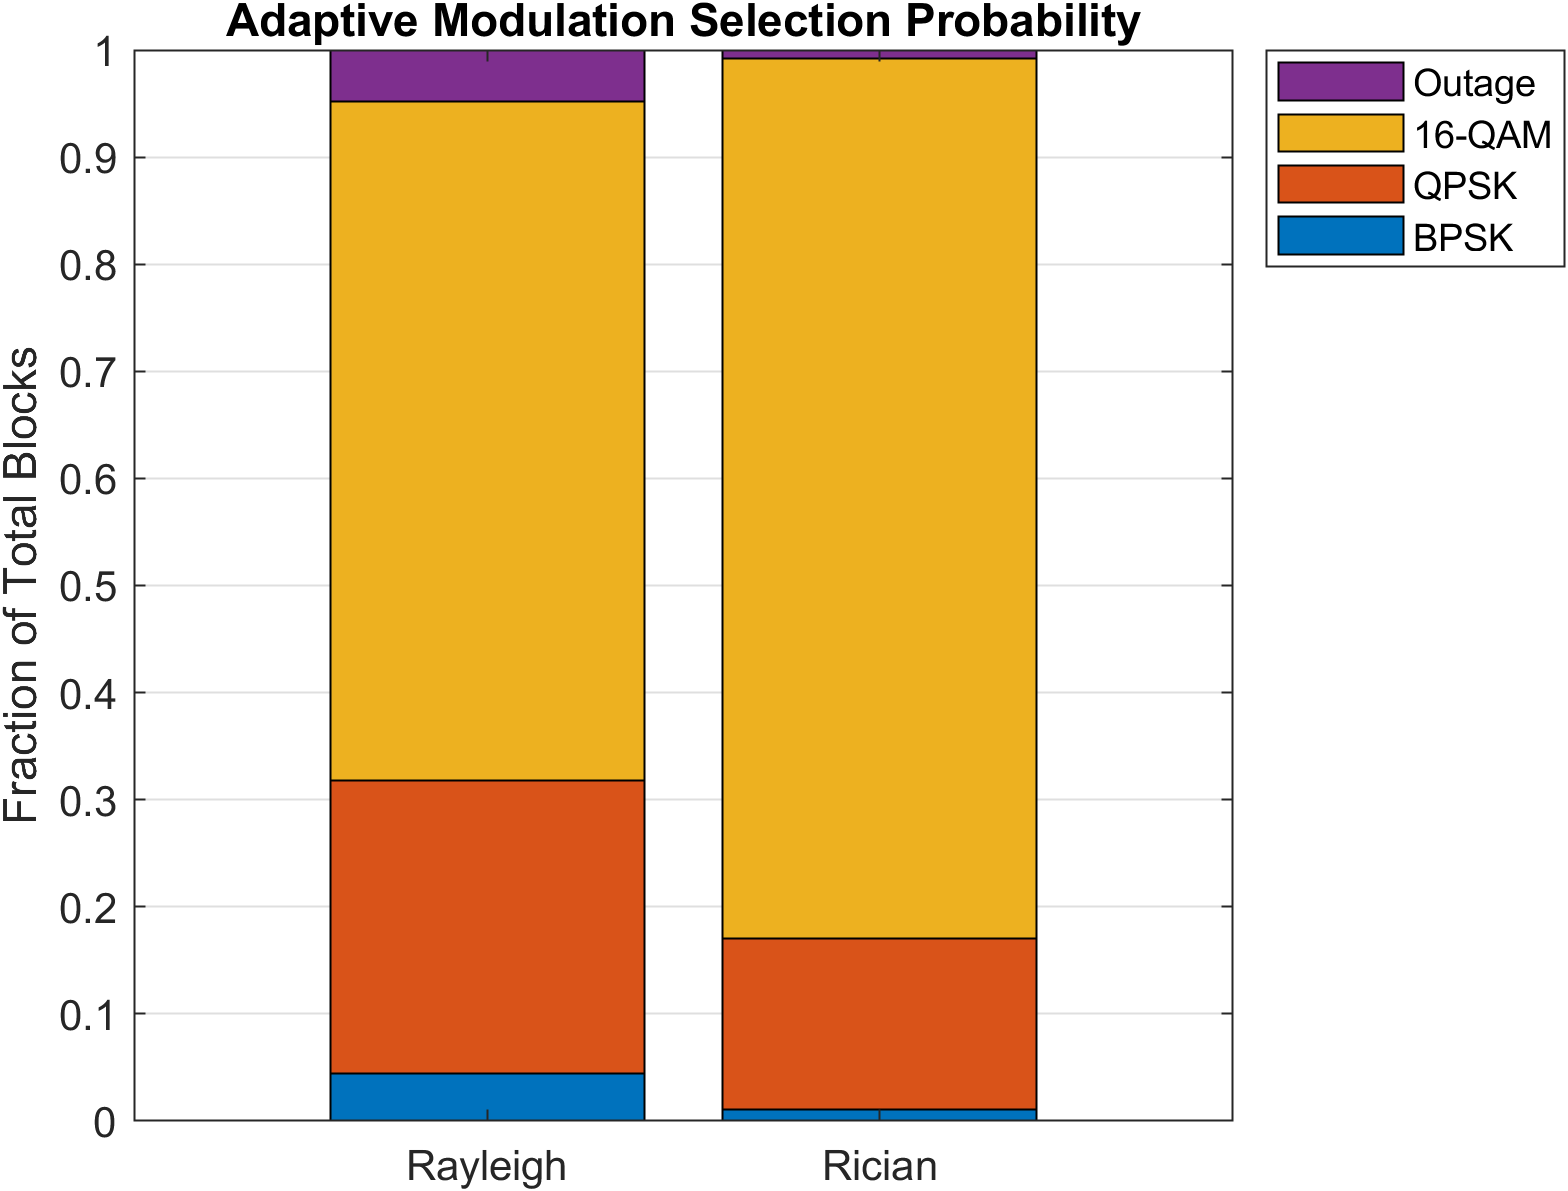 Adaptive Modulation Selection Probability
1
0.9
0.8
0.7
0.6
0.5
0.4
0.3
0.2
0.1
0
Fraction of Total Blocks
Rayleigh
Rician
Outage
16-QAM
QPSK
BPSK